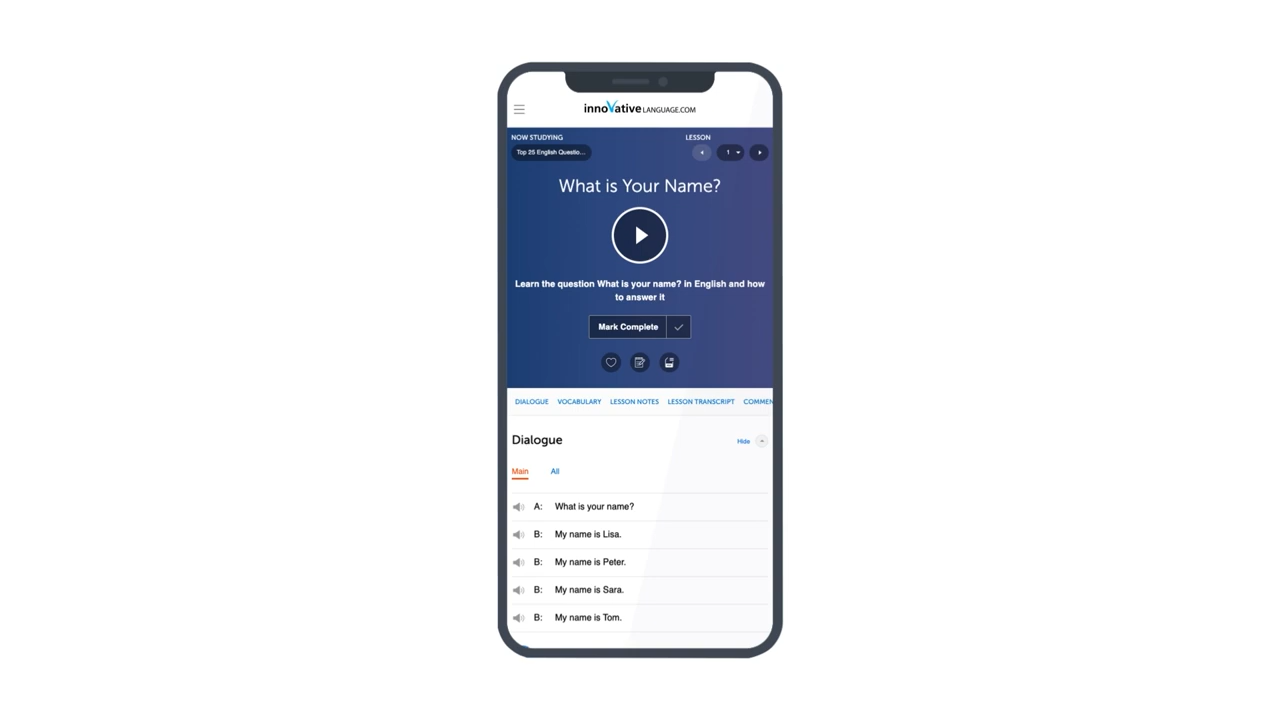 innoVative LANGUAGE.COM
NOW STUDYING
LESSON
Top 25 English Questio...
1
What is Your Name?
Learn the question What is your name? in English and how
to answer it
Mark Complete
DIALOGUE VOCABULARY LESSON NOTES LESSON TRANSCRIPT COMMEN
Dialogue
Hide
Main All
A: What is your name?
B: My name is Lisa.
B: My name is Peter.
B: My name is Sara.
B: My name is Tom.